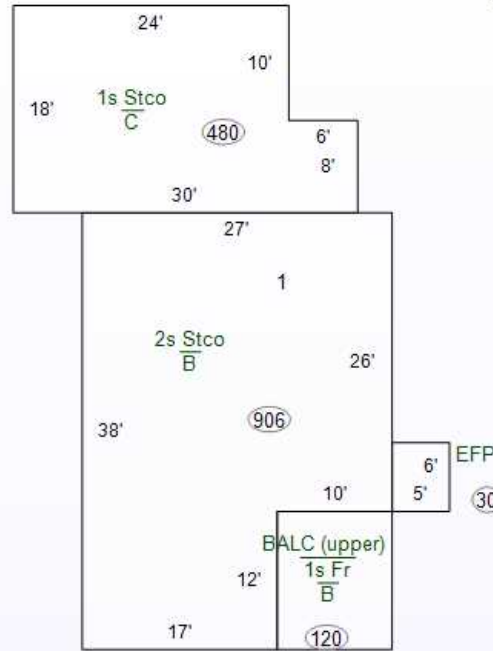 24'
10'
1s Stco
18'
C
480
6'
8'
30'
27'
1
2s Stco
26'
B
906
38'
EFP
6'
10'
5'
30
BALC (upper)
1s Fr
12'
B
17'
120